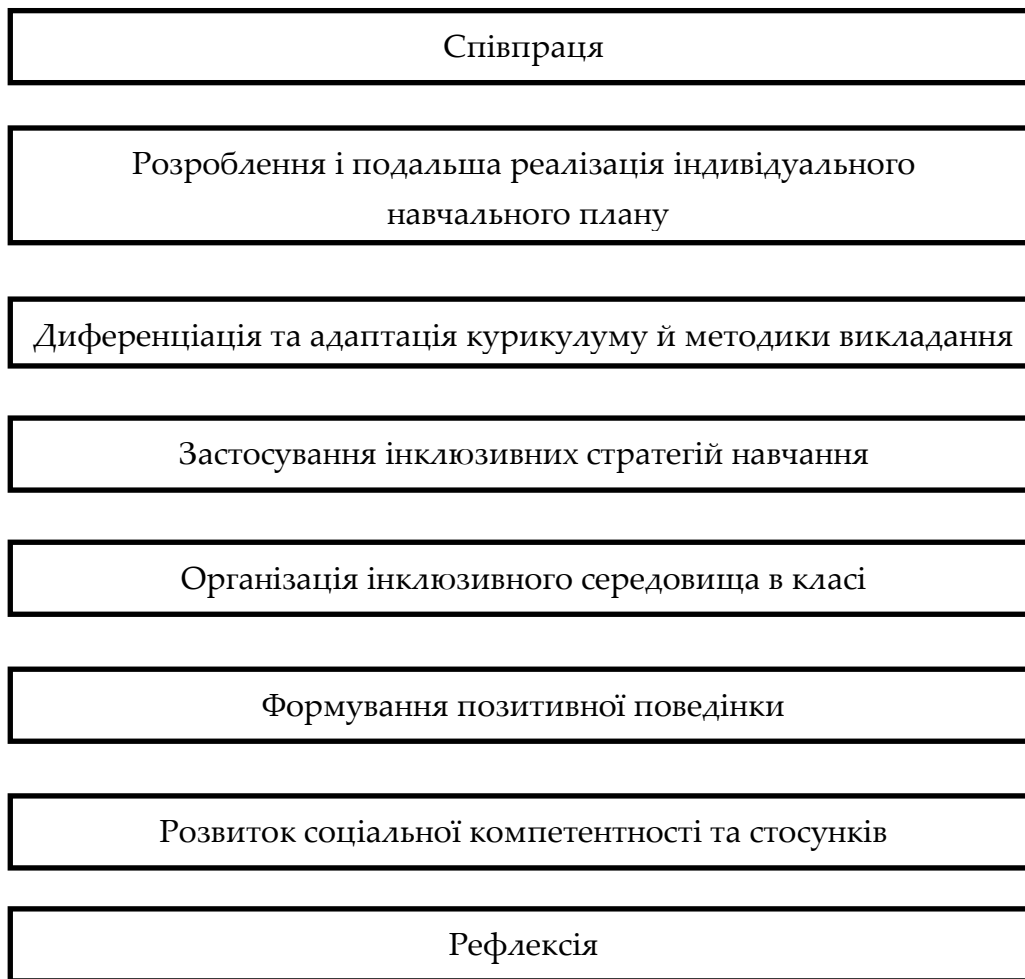 Співпраця
Розроблення і подальша реалізація індивідуального
навчального плану
Диференціація та адаптація курикулуму й методики викладання
Застосування інклюзивних стратегій навчання
Організація інклюзивного середовища в класі
Формування позитивної поведінки
Розвиток соціальної компетентності та стосунків
Рефлексія